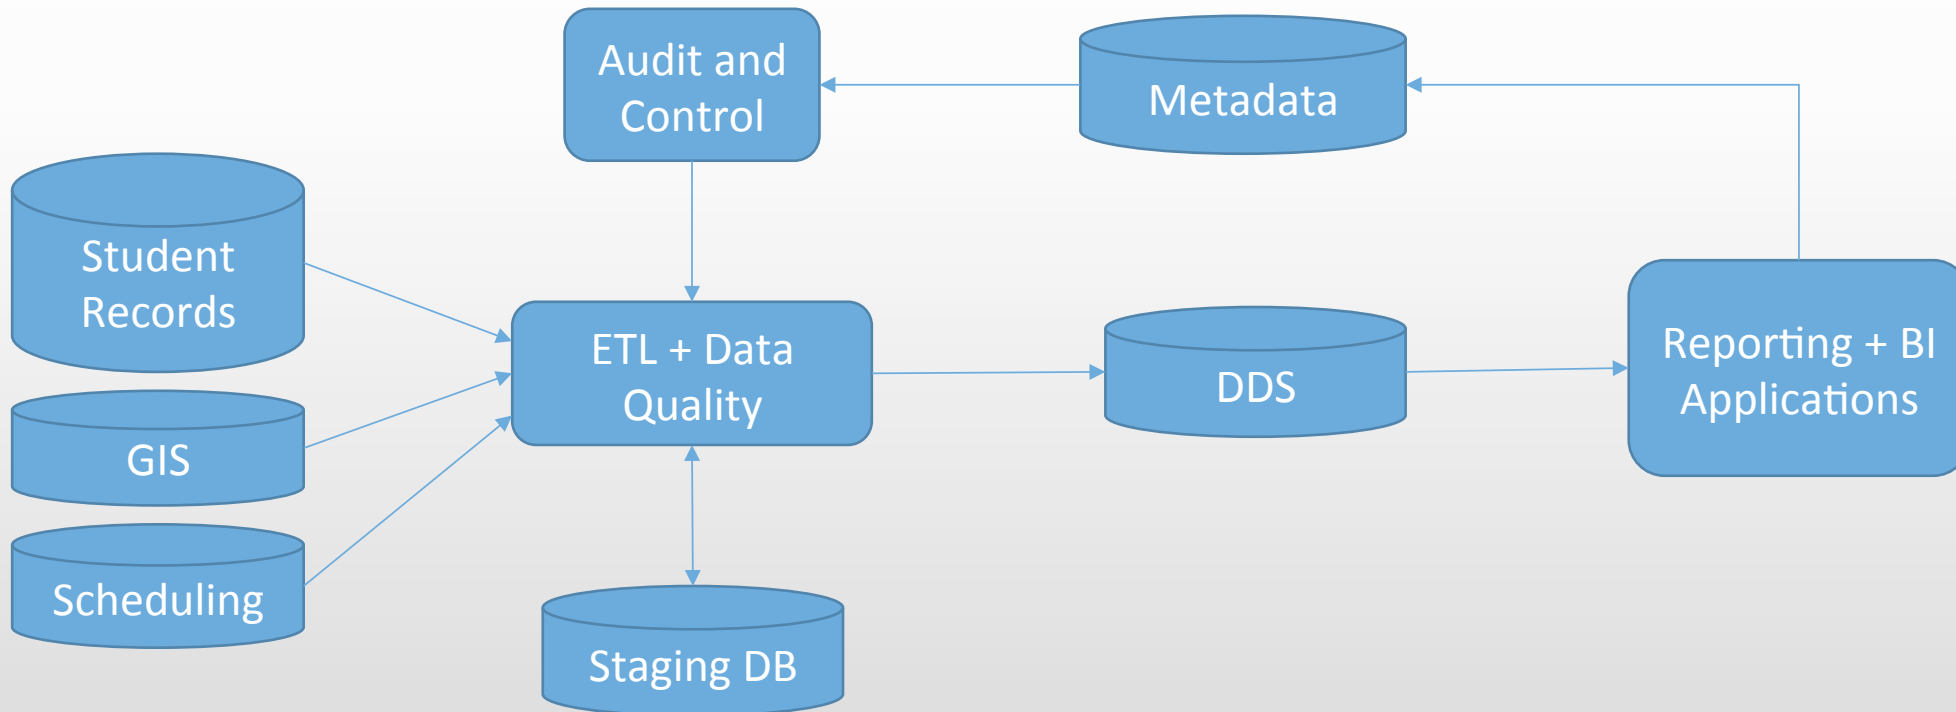 Audit and
Control
Metadata
Student
Records
ETL + Data
Quality
DDS
Reporting + BI
Applications
GIS
Scheduling
Staging DB